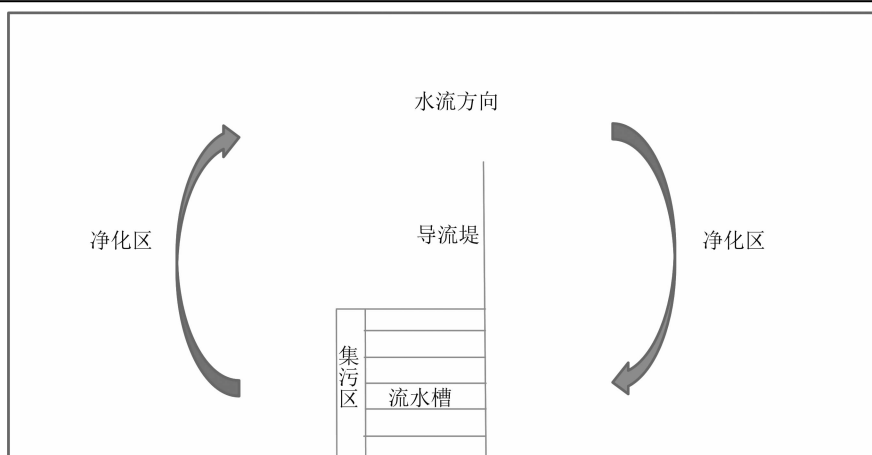 水流方向
导流堤
净化区
净化区
集污区
流水槽